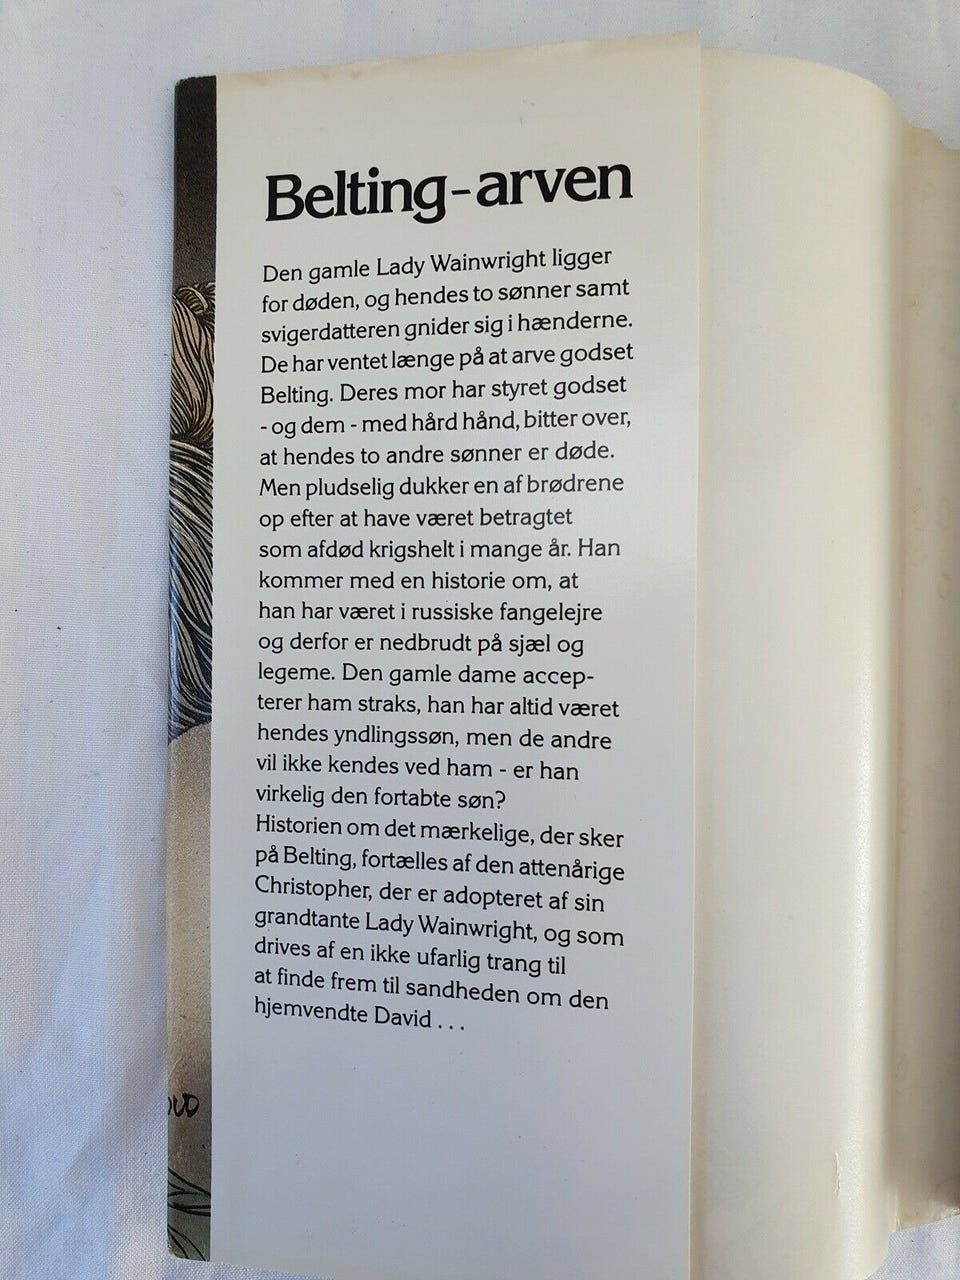 Belting-arven
Den gamle Lady Wainwright ligger
for døden, og hendes to sønner samt
svigerdatteren gnider sig i hænderne.
De har ventet længe på at arve godset
Belting. Deres mor har styret godset
- og dem - med hård hånd, bitter over,
at hendes to andre sønner er døde.
Men pludselig dukker en af brødrene
op efter at have været betragtet
som afdød krigshelt i mange år. Han
kommer med en historie om, at
han har været i russiske fangelejre
og derfor er nedbrudt på sjæl og
legeme. Den gamle dame accep-
terer ham straks, han har altid været
hendes yndlingssøn, men de andre
vil ikke kendes ved ham - er han
virkelig den fortabte søn?
Historien om det mærkelige, der sker
på Belting, fortælles af den attenårige
Christopher, der er adopteret af sin
grandtante Lady Wainwright, og som
drives af en ikke ufarlig trang til
at finde frem til sandheden om den
hjemvendte David . . .